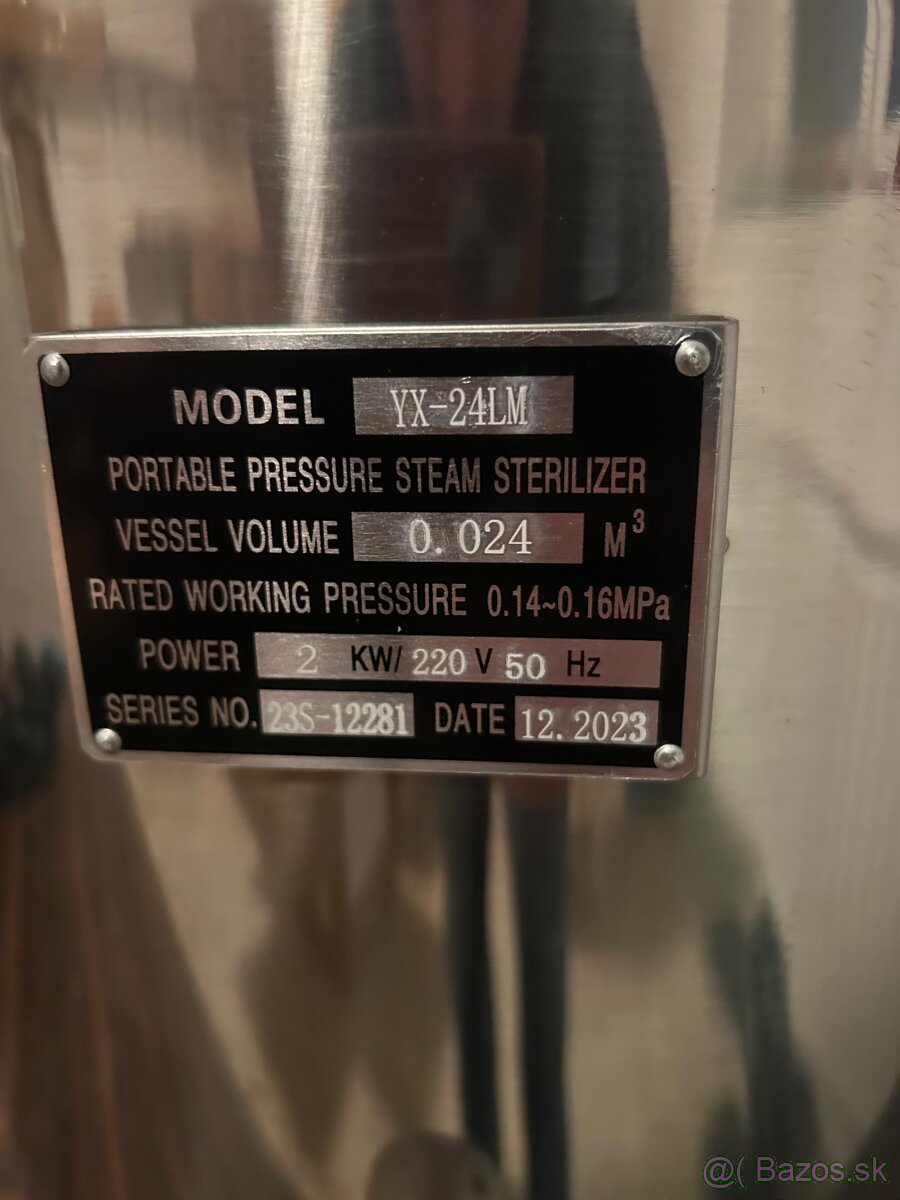 MODEL YX-24LM
PORTABLE PRESSURE STEAM STERILIZER
VESSEL VOLUME 0.024 M³
RATED WORKING PRESSURE 0.14~0.16MPa
POWER 2 KW/ 220 V 50 Hz
SERIES NO. 23S-12281 DATE 12.2023
@( Bazos.sk